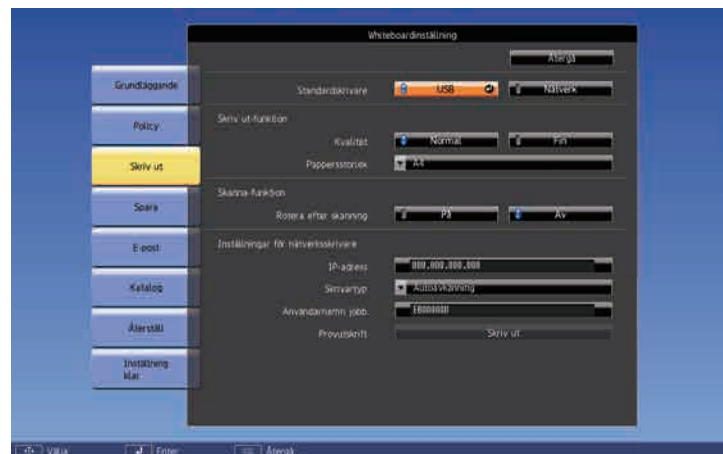 Whiteboardinställning
Återgå
Grundläggande
Policy
Skriv ut
Spara
E-post
Katalog
Återställ
Inställning
klar
Standardskrivare USB Nätverk
Skriv ut-funktion
Kvalitet Normal Fin
Pappersstorlek A4
Skanna-funktion
Rotera efter skanning På Av
Inställningar för nätverksskrivare
IP-adress 000.000.000.000
Skrivartyp Autoavkänning
Användarnamn jobb.
Provutskrift Skriv ut
Välja Enter Återgå